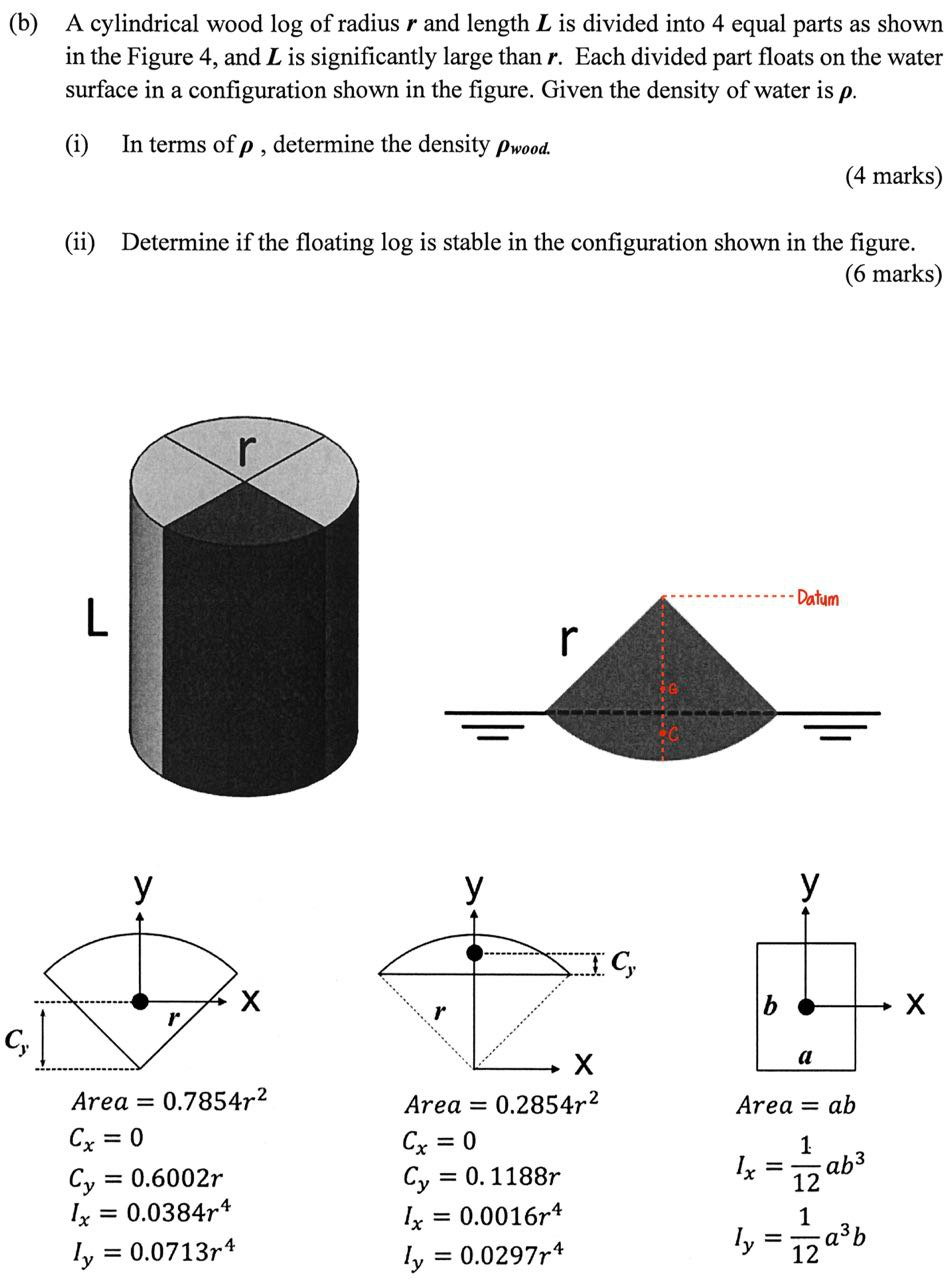 (b) A cylindrical wood log of radius r and length L is divided into 4 equal parts as shown
in the Figure 4, and L is significantly large than r. Each divided part floats on the water
surface in a configuration shown in the figure. Given the density of water is ρ.
(i) In terms of ρ , determine the density ρwood.
(4 marks)
(ii) Determine if the floating log is stable in the configuration shown in the figure.
(6 marks)
r
L
r
Datum
G
C
y
x
r
Cy
Area = 0.7854r²
Cx = 0
Cy = 0.6002r
Ix = 0.0384r⁴
Iy = 0.0713r⁴
y
Cy
r
x
Area = 0.2854r²
Cx = 0
Cy = 0.1188r
Ix = 0.0016r⁴
Iy = 0.0297r⁴
y
b
x
a
Area = ab
Ix = 1/12 ab³
Iy = 1/12 a³b